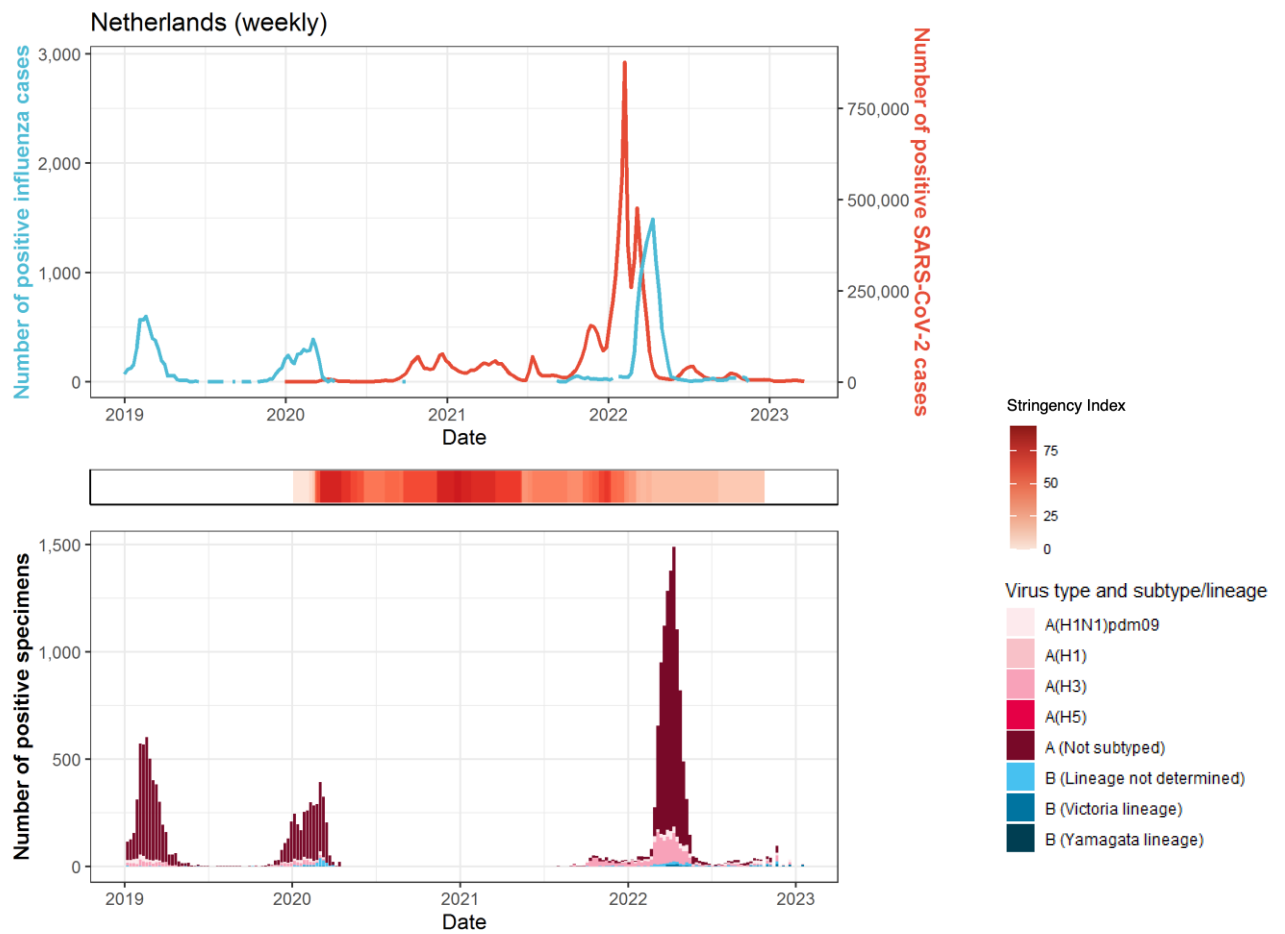 Netherlands (weekly)
Number of positive influenza cases
3,000
2,000
1,000
0
750,000
500,000
250,000
0
Number of positive SARS-CoV-2 cases
2019
2020
2021
2022
2023
Date
Stringency Index
75
50
25
0
Number of positive specimens
1,500
1,000
500
0
2019
2020
2021
2022
2023
Date
Virus type and subtype/lineage
A(H1N1)pdm09
A(H1)
A(H3)
A(H5)
A (Not subtyped)
B (Lineage not determined)
B (Victoria lineage)
B (Yamagata lineage)